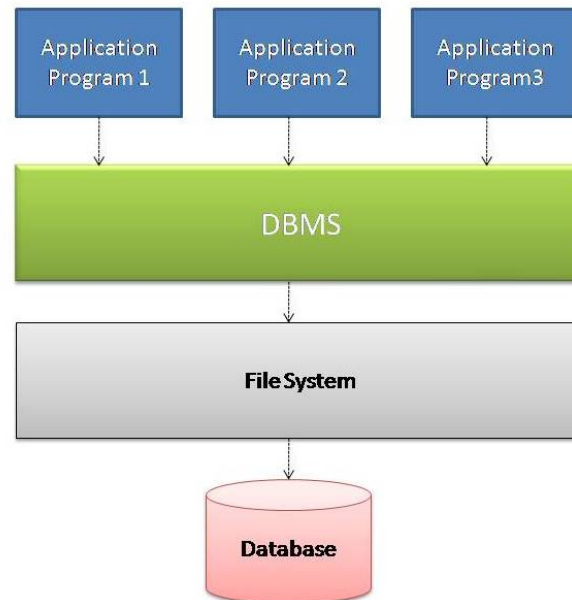 Application
Program 1
Application
Program 2
Application
Program3
DBMS
File System
Database